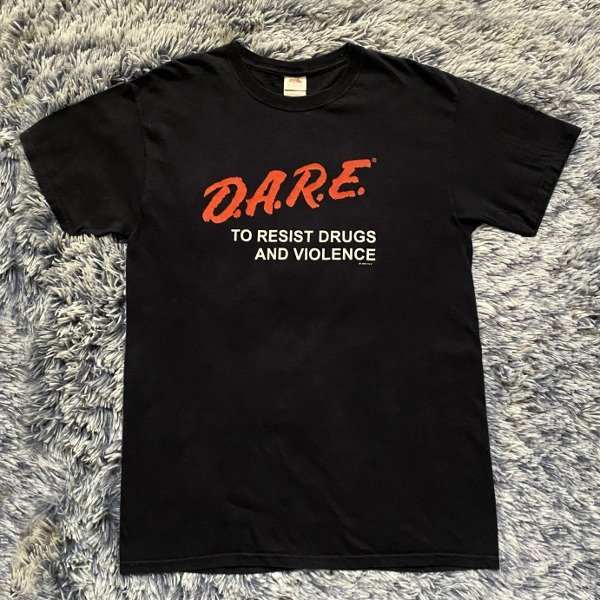 D.A.R.E.®
TO RESIST DRUGS
AND VIOLENCE